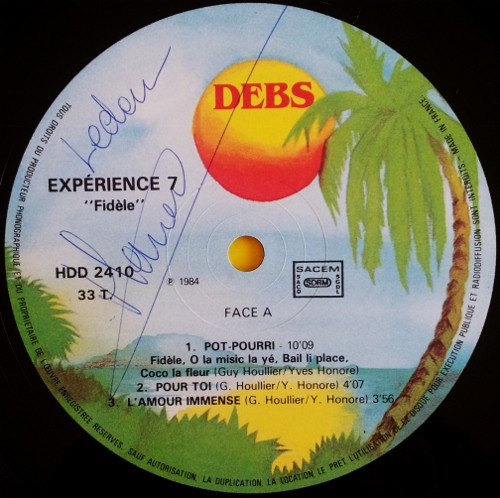 DEBS
EXPÉRIENCE 7
"Fidèle"
HDD 2410
33 T.
℗ 1984
SACEM
SACD
SDRM
SGDL
FACE A
1. POT-POURRI - 10'09
Fidèle, O la misic la yé, Bail li place,
Coco la fleur (Guy Houllier/Yves Honore)
2. POUR TOI (G. Houllier/Y. Honore) 4'07
3. L'AMOUR IMMENSE (G. Houllier/Y. Honore) 3'56
TOUS DROITS DU PRODUCTEUR PHONOGRAPHIQUE ET DU PROPRIETAIRE DE L'ŒUVRE ENREGISTREE RESERVES. SAUF AUTORISATION. LA DUPLICATION, LA LOCATION LE PRET, L'UTILISATION DE CE DISQUE POUR EXECUTION PUBLIQUE ET RADIODIFFUSION SONT INTERDITS - MADE IN FRANCE